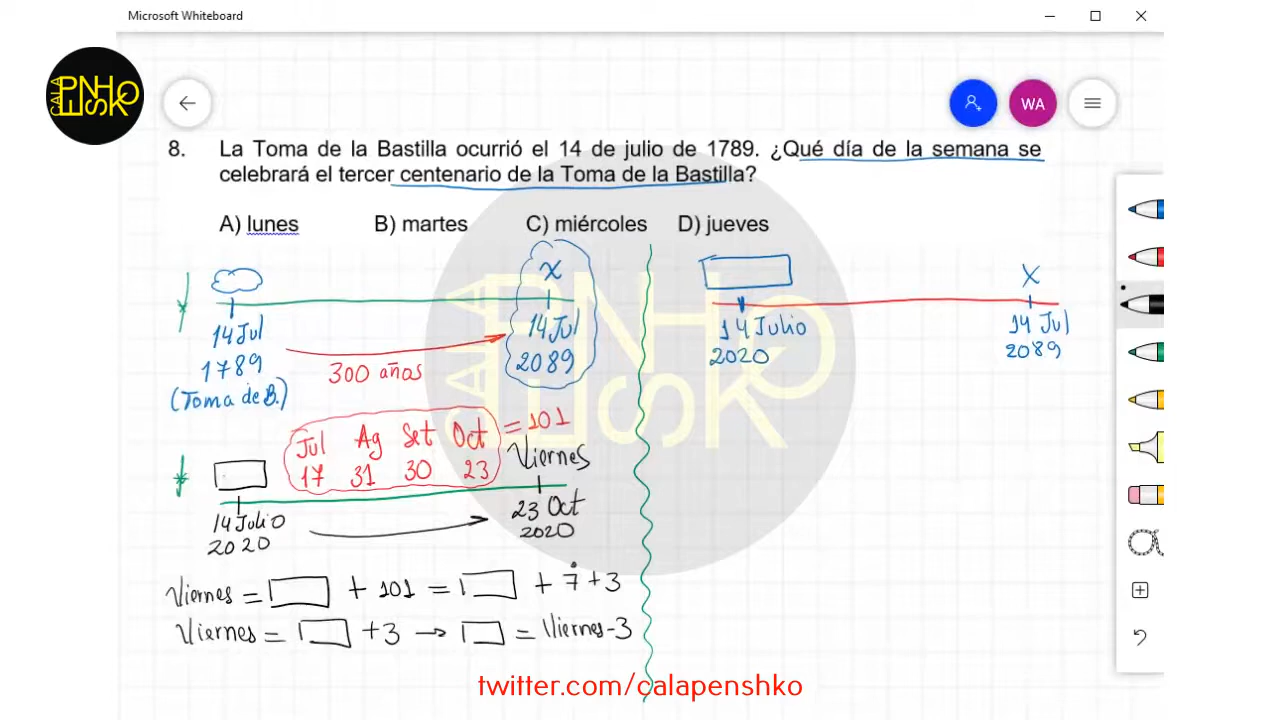 Microsoft Whiteboard
CALA
PENHO
ESK
WA
8. La Toma de la Bastilla ocurrió el 14 de julio de 1789. ¿Qué día de la semana se
celebrará el tercer centenario de la Toma de la Bastilla?
A) lunes B) martes C) miércoles D) jueves
x
14 Jul
1789
(Toma de B.)
300 años
14 Jul
2089
Jul Ag Set Oct = 101
17 31 30 23
Viernes
14 Julio
2020
23 Oct
2020
Viernes = + 101 = + 7 + 3
Viernes = + 3 → = Viernes - 3
x
14 Julio
2020
14 Jul
2089
twitter.com/calapenshko